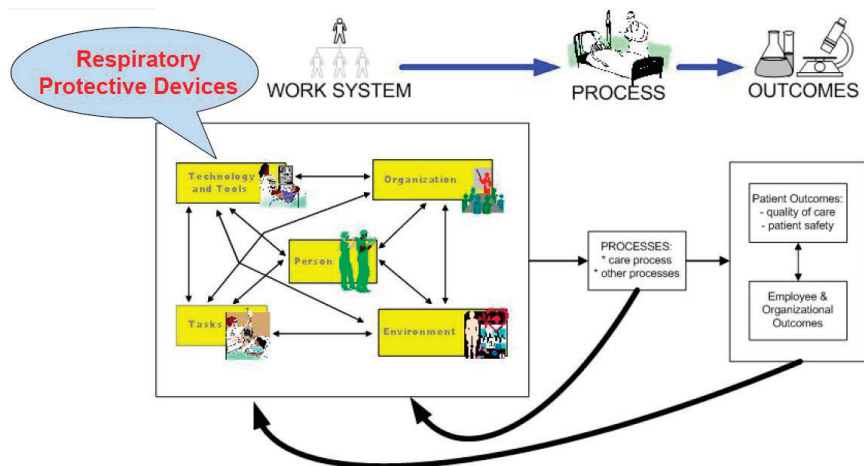 Respiratory
Protective Devices
WORK SYSTEM
PROCESS
OUTCOMES
Technology
and Tools
Organization
Person
Tasks
Environment
PROCESSES:
* care process
* other processes
Patient Outcomes:
- quality of care
- patient safety
Employee &
Organizational
Outcomes